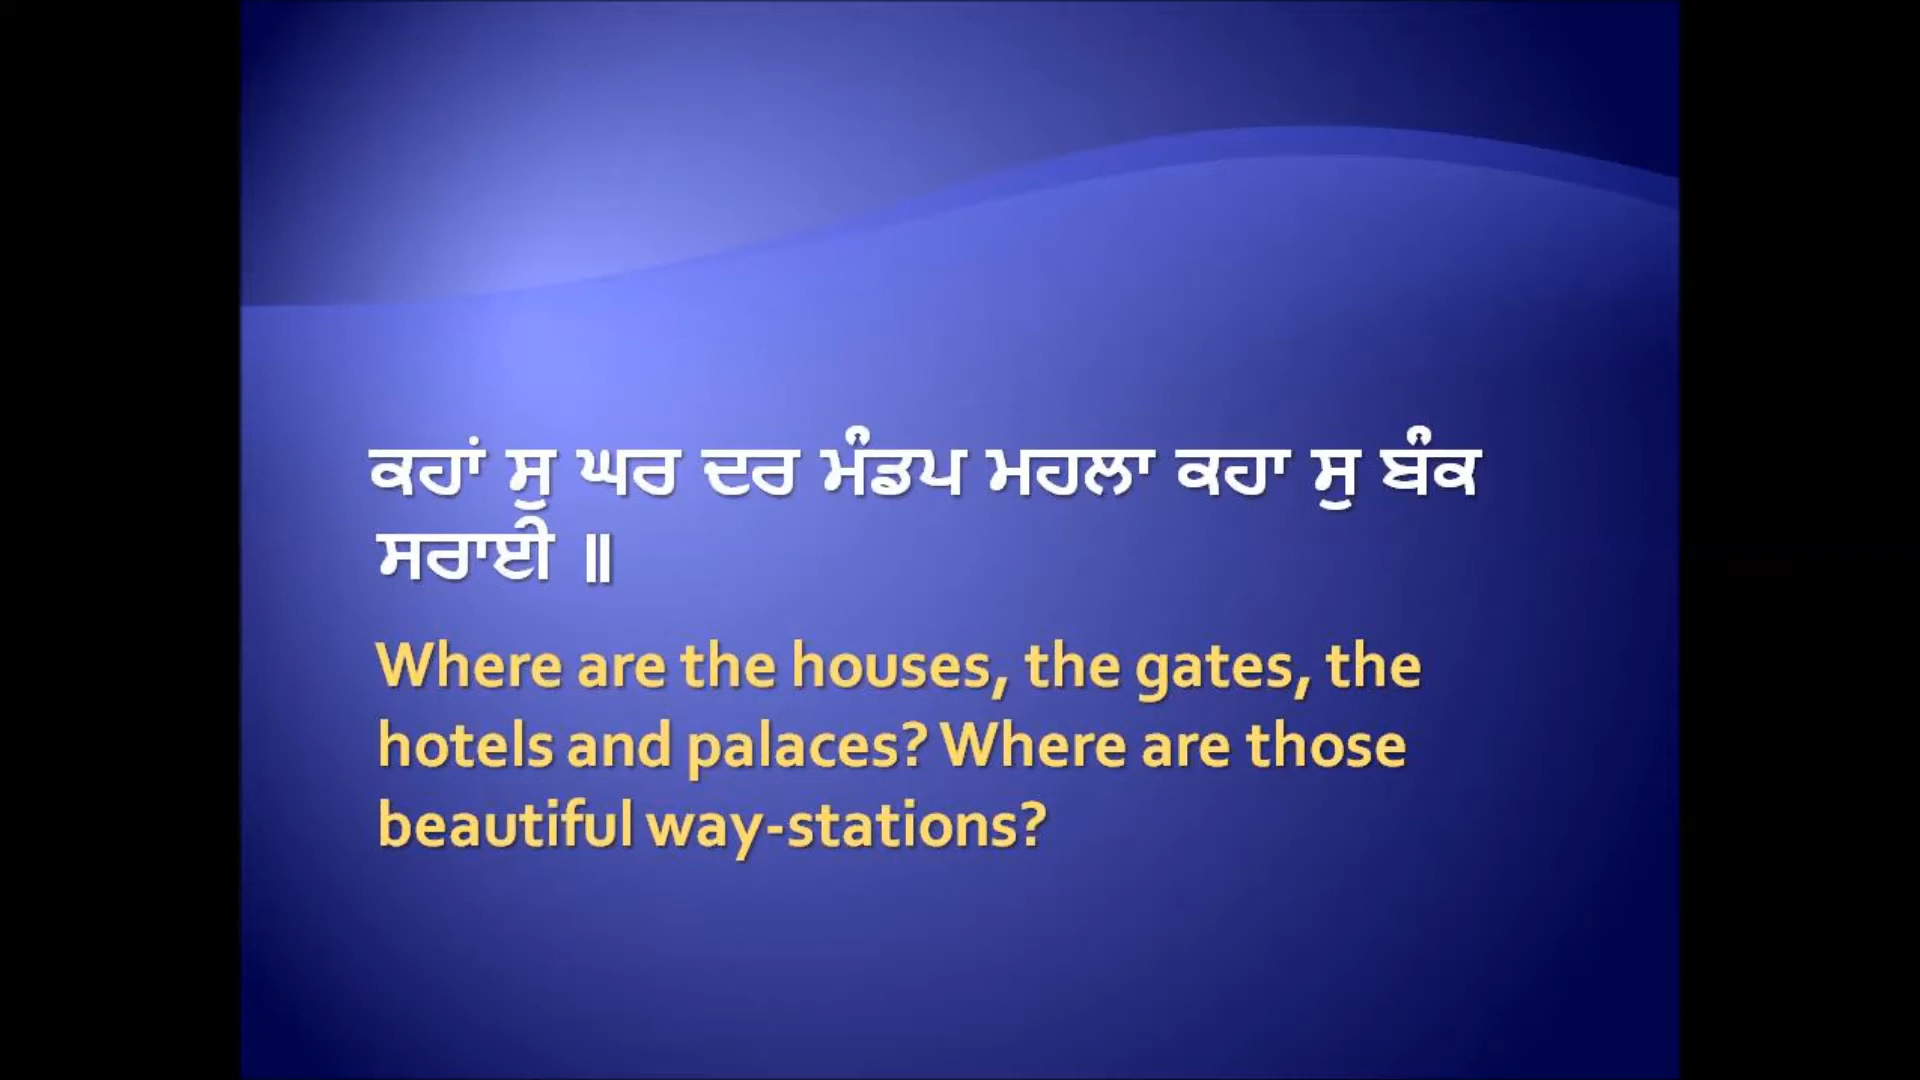 ਕਹਾਂ ਸੁ ਘਰ ਦਰ ਮੰਡਪ ਮਹਲਾ ਕਹਾ ਸੁ ਬੰਕ
ਸਰਾਈ ॥
Where are the houses, the gates, the
hotels and palaces? Where are those
beautiful way-stations?